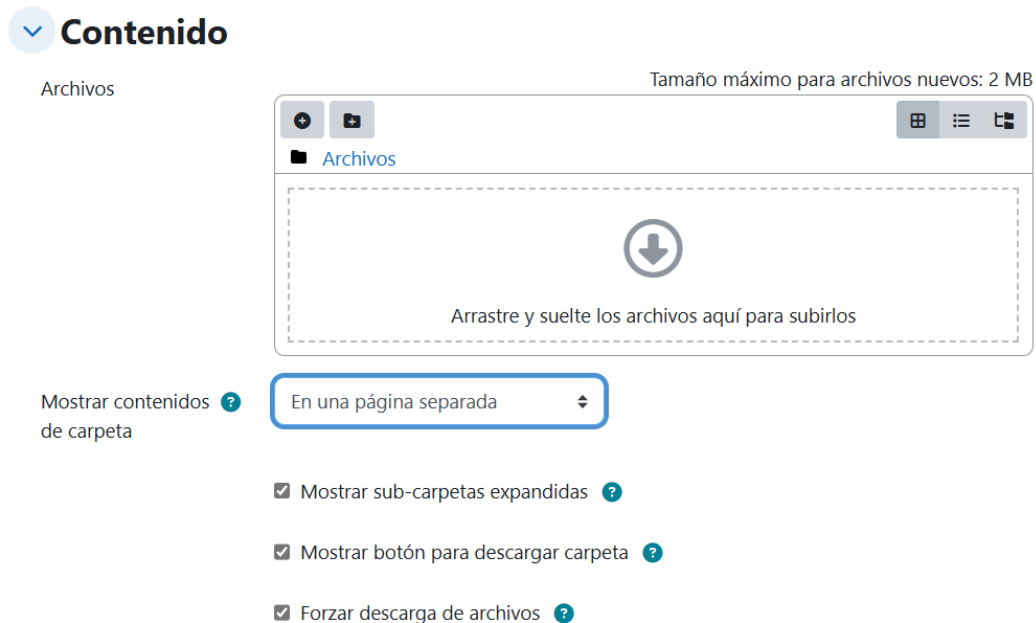 Contenido
Archivos
Tamaño máximo para archivos nuevos: 2 MB
Archivos
Arrastre y suelte los archivos aquí para subirlos
Mostrar contenidos
de carpeta
En una página separada
Mostrar sub-carpetas expandidas
Mostrar botón para descargar carpeta
Forzar descarga de archivos